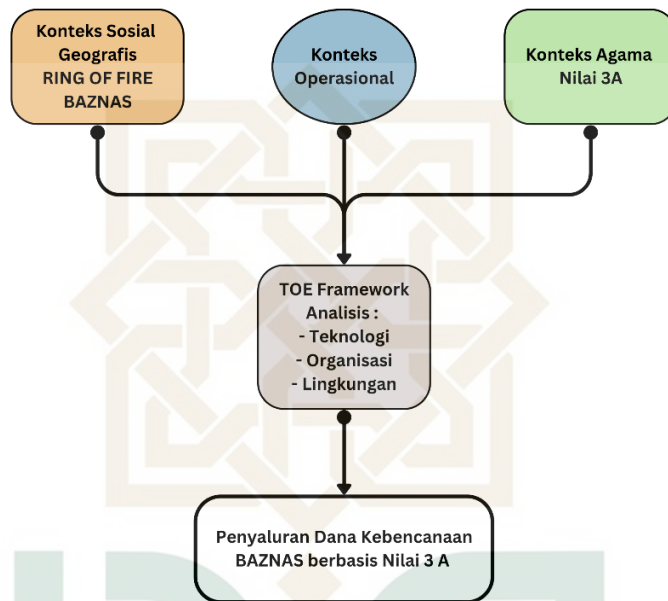 Konteks Sosial
Geografis
RING OF FIRE
BAZNAS
Konteks
Operasional
Konteks Agama
Nilai 3A
TOE Framework
Analisis :
- Teknologi
- Organisasi
- Lingkungan
Penyaluran Dana Kebencanaan
BAZNAS berbasis Nilai 3 A